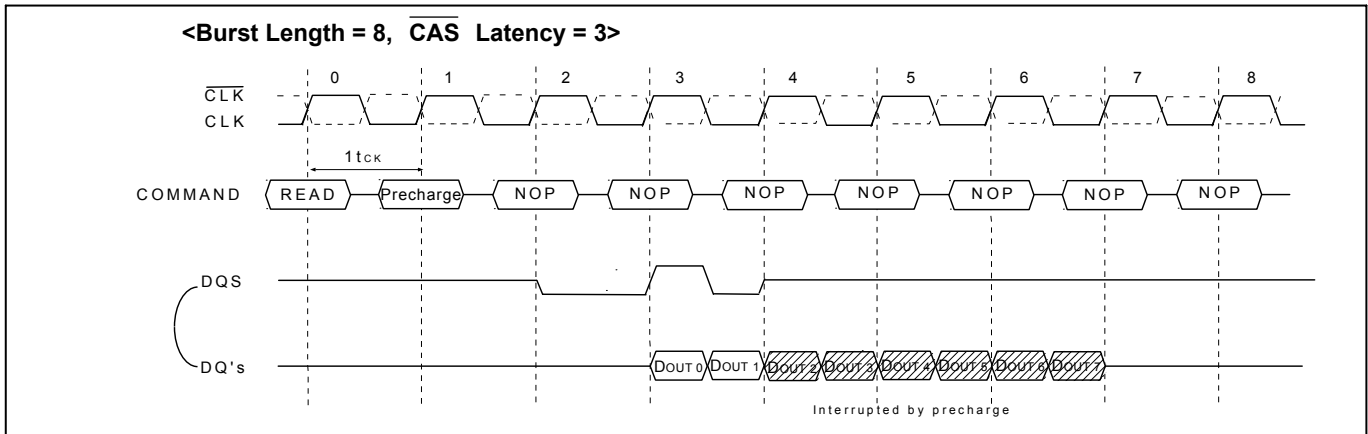 <Burst Length = 8, CAS Latency = 3>
0 1 2 3 4 5 6 7 8
CLK
CLK
1tCK
COMMAND READ Precharge NOP NOP NOP NOP NOP NOP NOP
DQS
DQ's DOUT 0 DOUT 1 DOUT 2 DOUT 3 DOUT 4 DOUT 5 DOUT 6 DOUT 7
Interrupted by precharge